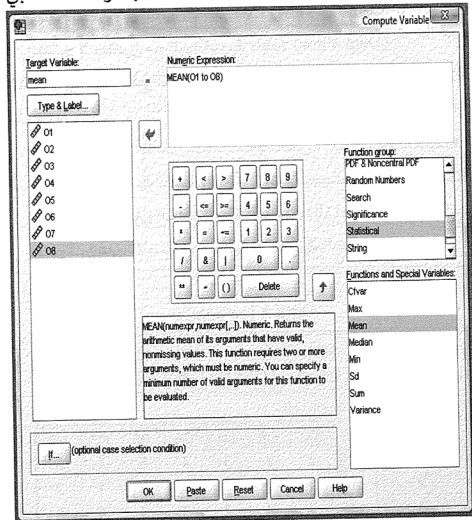 Compute Variable
Target Variable:
mean
=
Numeric Expression:
MEAN(O1 to O8)
Type & Label...
O1
O2
O3
O4
O5
O6
O7
O8
+ < > 7 8 9
- <= >= 4 5 6
* = ~= 1 2 3
/ & | 0 .
** ~ () Delete
Function group:
PDF & Noncentral PDF
Random Numbers
Search
Significance
Statistical
String
Functions and Special Variables:
Cfvar
Max
Mean
Median
Min
Sd
Sum
Variance
MEAN(numexpr,numexpr[,..]). Numeric. Returns the
arithmetic mean of its arguments that have valid,
nonmissing values. This function requires two or more
arguments, which must be numeric. You can specify a
minimum number of valid arguments for this function to
be evaluated.
If... (optional case selection condition)
OK Paste Reset Cancel Help